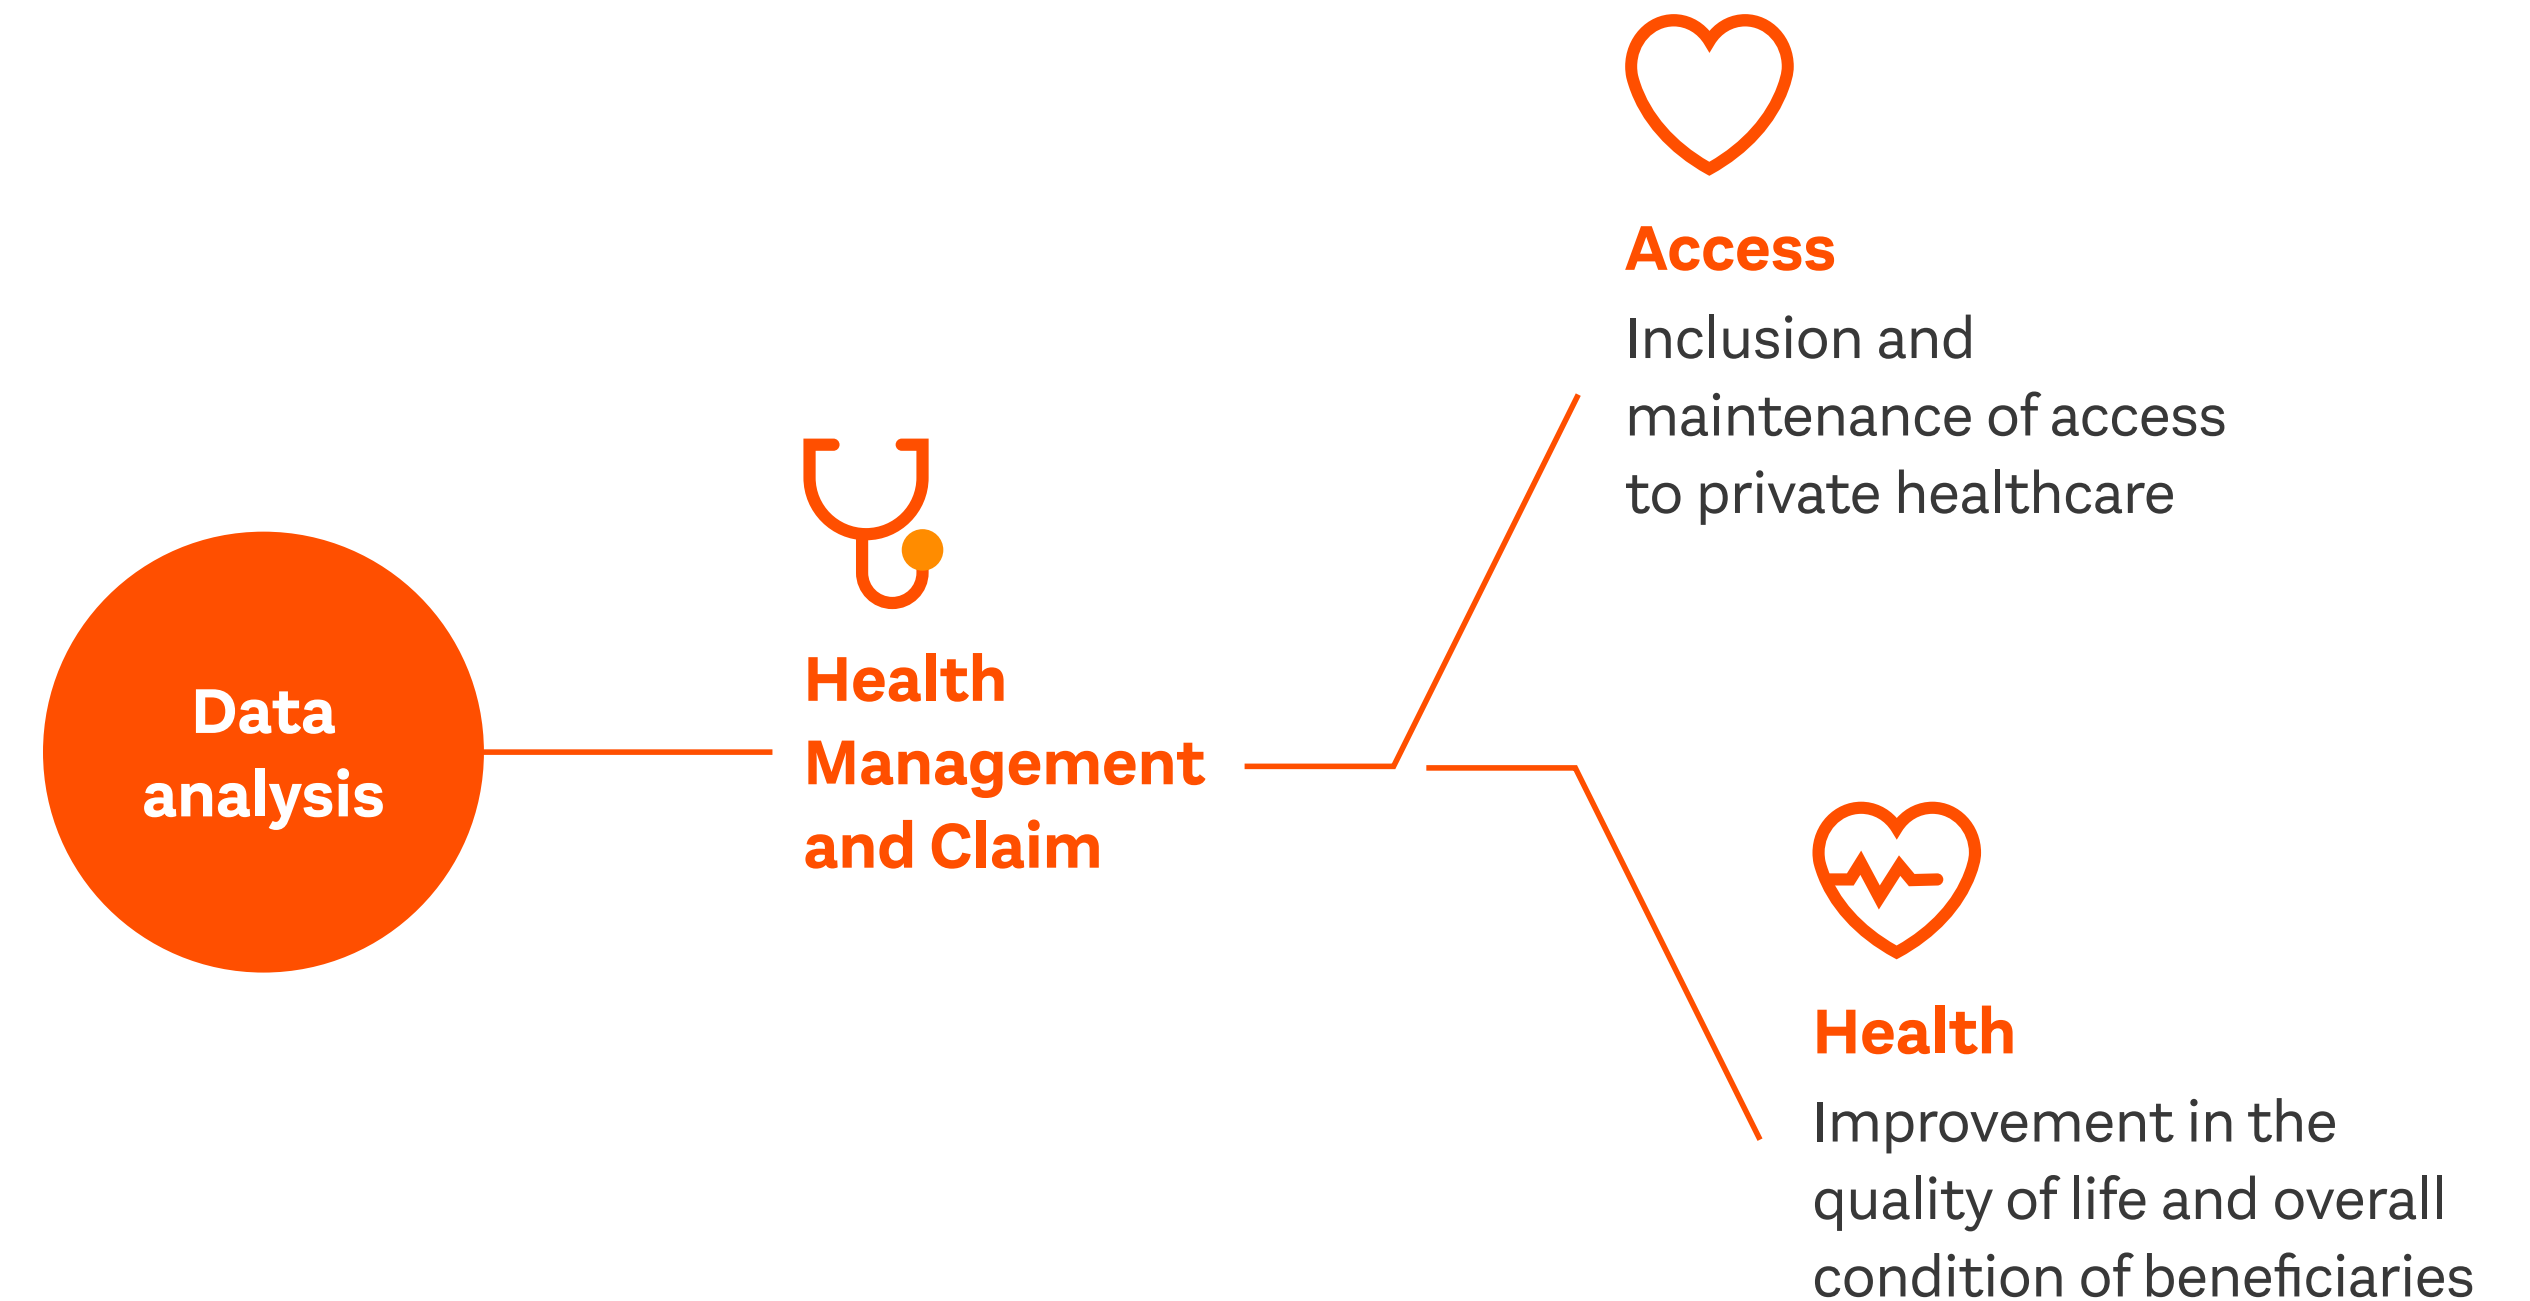 Data
analysis
Health
Management
and Claim
Access
Inclusion and
maintenance of access
to private healthcare
Health
Improvement in the
quality of life and overall
condition of beneficiaries